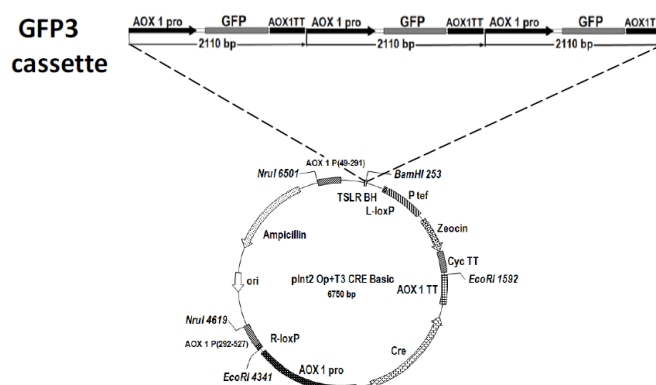 AOX 1 pro GFP AOX1TT AOX 1 pro GFP AOX1TT AOX 1 pro GFP AOX1T
GFP3
cassette
2110 bp 2110 bp 2110 bp
AOX 1 P(49-291)
NruI 6501
BamHI 253
TSLR BH
P tef
L-loxP
Ampicillin
Zeocin
Cyc TT
ori
pInt2 Op+T3 CRE Basic
EcoRI 1592
6750 bp
AOX 1 TT
NruI 4619
R-loxP
AOX 1 P(292-527)
Cre
EcoRI 4341
AOX 1 pro